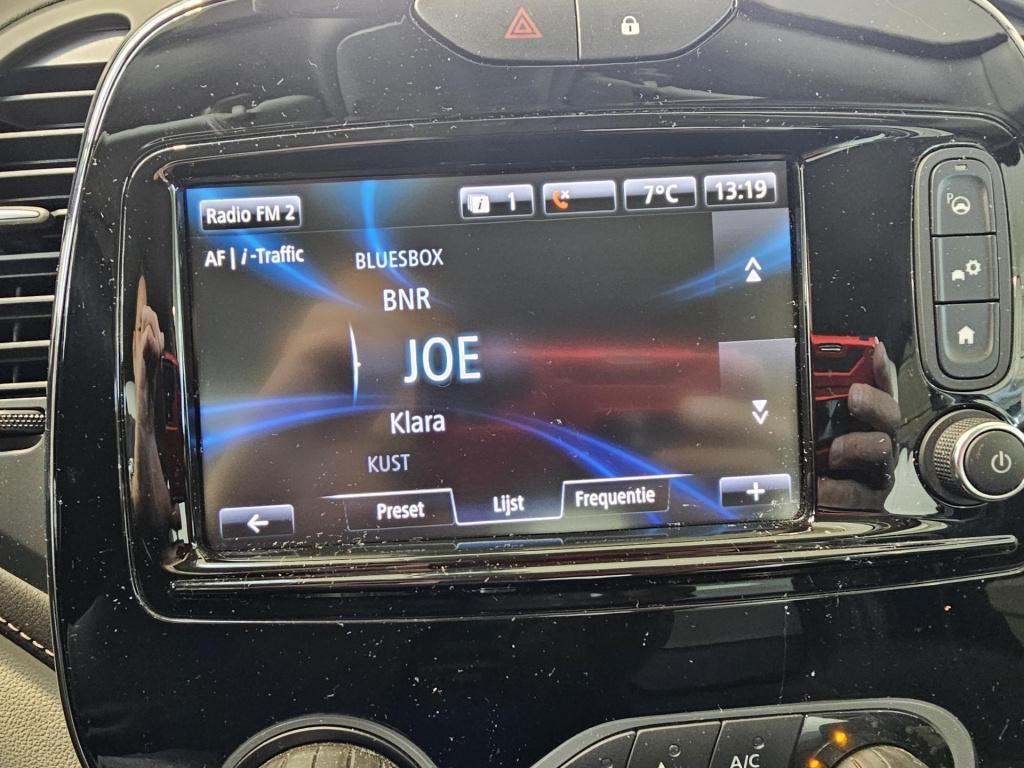 Radio FM 2
i 1
7°C
13:19
AF | i-Traffic
BLUESBOX
BNR
JOE
Klara
KUST
Preset
Lijst
Frequentie
+
P
A/C